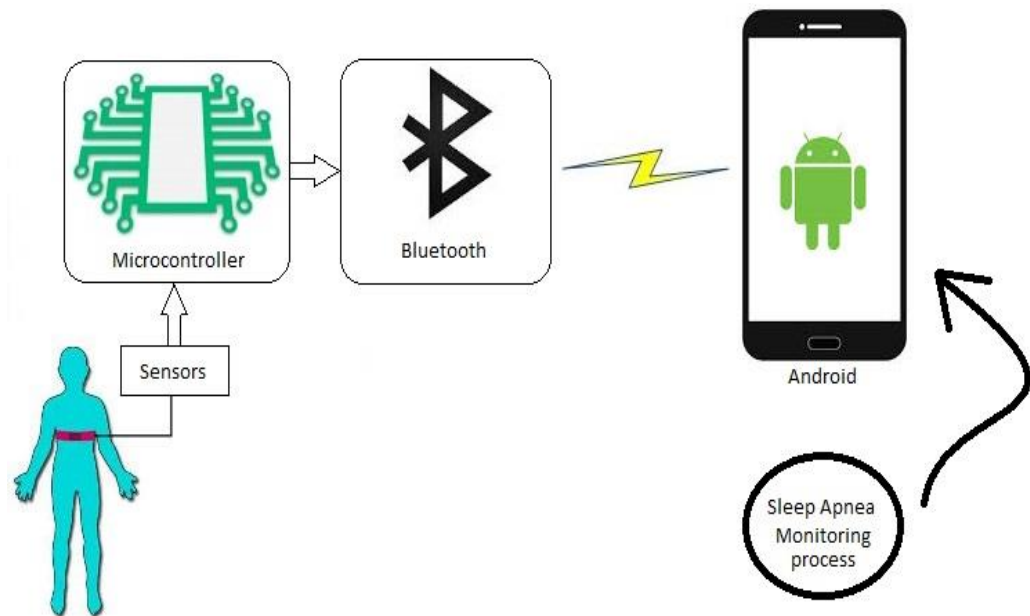 Microcontroller
Bluetooth
Sensors
Android
Sleep Apnea
Monitoring
process